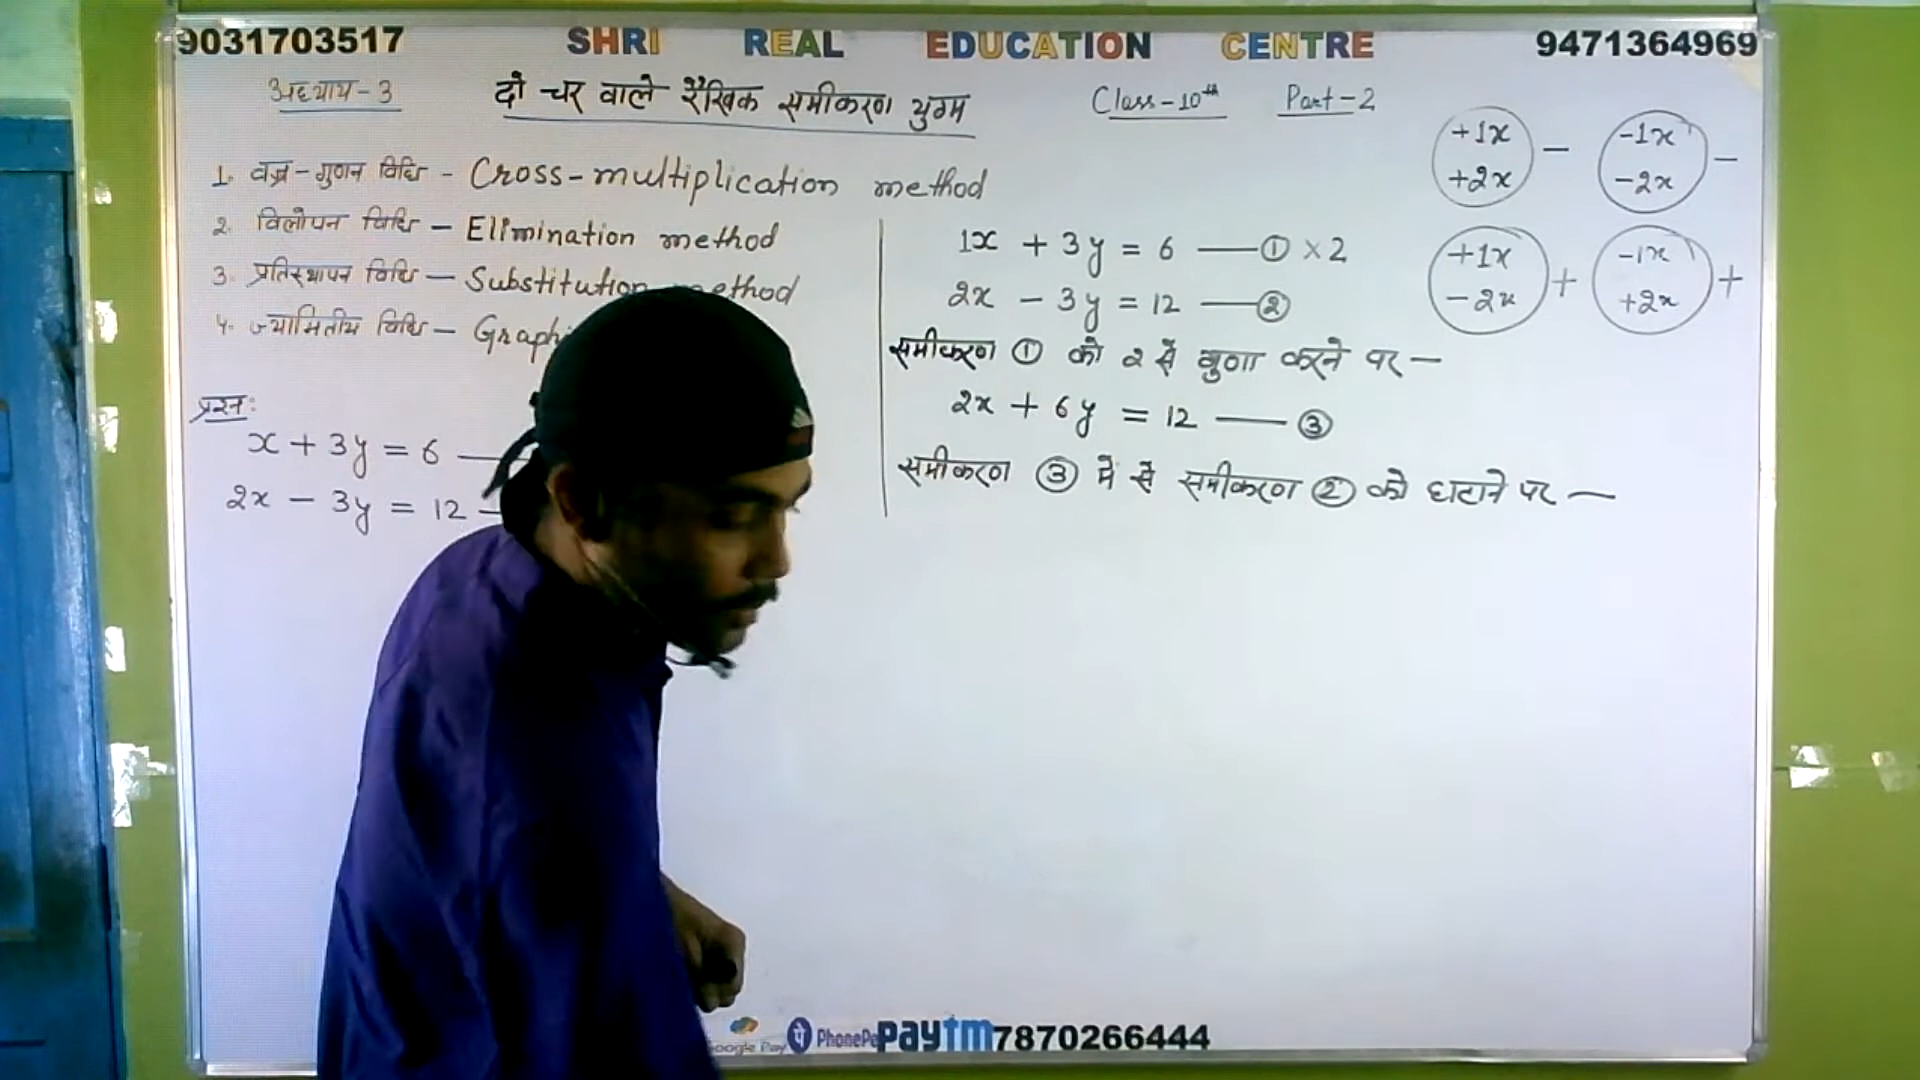 9031703517 SHRI REAL EDUCATION CENTRE 9471364969
अध्याय-3 दो चर वाले रैखिक समीकरण युग्म Class-10th Part-2
1. वज्र-गुणन विधि - Cross-multiplication method
2. विलोपन विधि - Elimination method
3. प्रतिस्थापन विधि - Substitution method
4. ज्यामितीय विधि - Graph
प्रश्न:
x + 3y = 6
2x - 3y = 12
1x + 3y = 6 — ① × 2
2x - 3y = 12 — ②
समीकरण ① को 2 से गुणा करने पर —
2x + 6y = 12 — ③
समीकरण ③ में से समीकरण ② को घटाने पर —
+1x
+2x
-
-1x
-2x
-
+1x
-2x
+
-1x
+2x
+
Google Pay PhonePe paytm 7870266444